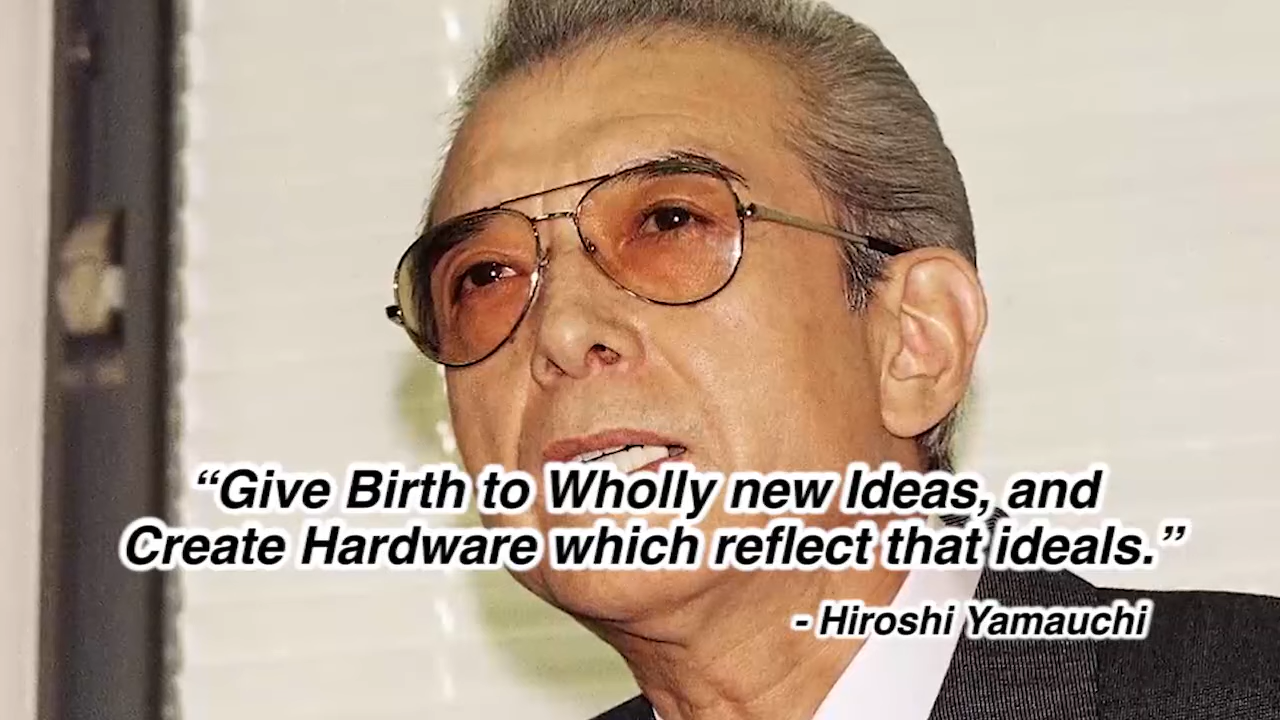 “Give Birth to Wholly new Ideas, and
Create Hardware which reflect that ideals.”
- Hiroshi Yamauchi